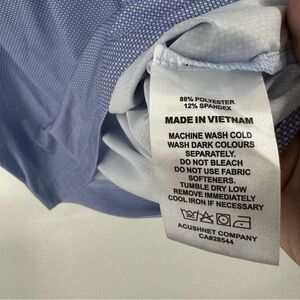 88% POLYESTER
12% SPANDEX
MADE IN VIETNAM
MACHINE WASH COLD
WASH DARK COLOURS
SEPARATELY.
DO NOT BLEACH
DO NOT USE FABRIC
SOFTENERS.
TUMBLE DRY LOW
REMOVE IMMEDIATELY
COOL IRON IF NECESSARY
ACUSHNET COMPANY
CA#28544